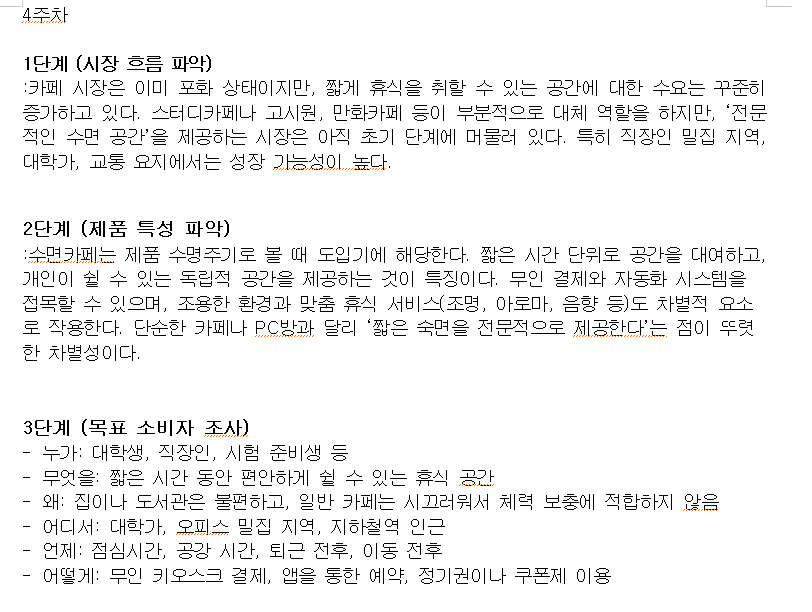 4주차
1단계 (시장 흐름 파악)
:카페 시장은 이미 포화 상태이지만, 짧게 휴식을 취할 수 있는 공간에 대한 수요는 꾸준히
증가하고 있다. 스터디카페나 고시원, 만화카페 등이 부분적으로 대체 역할을 하지만, ‘전문
적인 수면 공간’을 제공하는 시장은 아직 초기 단계에 머물러 있다. 특히 직장인 밀집 지역,
대학가, 교통 요지에서는 성장 가능성이 높다.
2단계 (제품 특성 파악)
:수면카페는 제품 수명주기로 볼 때 도입기에 해당한다. 짧은 시간 단위로 공간을 대여하고,
개인이 쉴 수 있는 독립적 공간을 제공하는 것이 특징이다. 무인 결제와 자동화 시스템을
접목할 수 있으며, 조용한 환경과 맞춤 휴식 서비스(조명, 아로마, 음향 등)도 차별적 요소
로 작용한다. 단순한 카페나 PC방과 달리 ‘짧은 숙면을 전문적으로 제공한다’는 점이 뚜렷
한 차별성이다.
3단계 (목표 소비자 조사)
- 누가: 대학생, 직장인, 시험 준비생 등
- 무엇을: 짧은 시간 동안 편안하게 쉴 수 있는 휴식 공간
- 왜: 집이나 도서관은 불편하고, 일반 카페는 시끄러워서 체력 보충에 적합하지 않음
- 어디서: 대학가, 오피스 밀집 지역, 지하철역 인근
- 언제: 점심시간, 공강 시간, 퇴근 전후, 이동 전후
- 어떻게: 무인 키오스크 결제, 앱을 통한 예약, 정기권이나 쿠폰제 이용